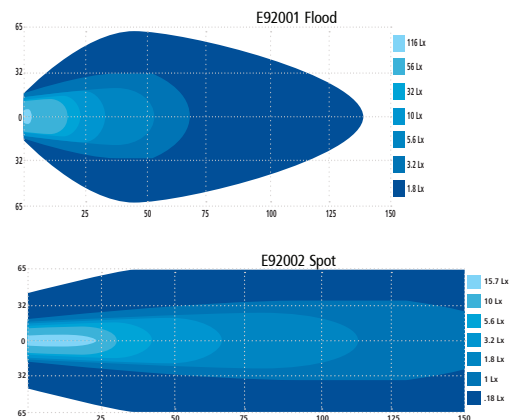 E92001 Flood
65
32
0
32
65
25 50 75 100 125 150
116 Lx
56 Lx
32 Lx
10 Lx
5.6 Lx
3.2 Lx
1.8 Lx
E92002 Spot
65
32
0
32
65
25 50 75 100 125 150
15.7 Lx
10 Lx
5.6 Lx
3.2 Lx
1.8 Lx
1 Lx
.18 Lx